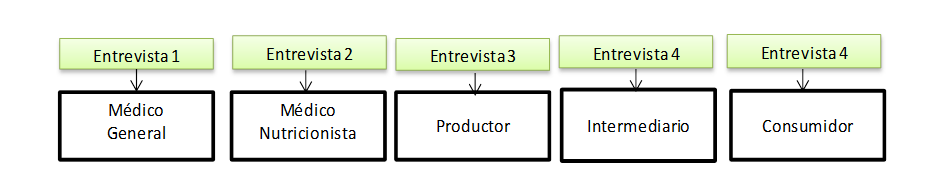 Entrevista 1
Entrevista 2
Entrevista 3
Entrevista 4
Entrevista 4
Médico
General
Médico
Nutricionista
Productor
Intermediario
Consumidor